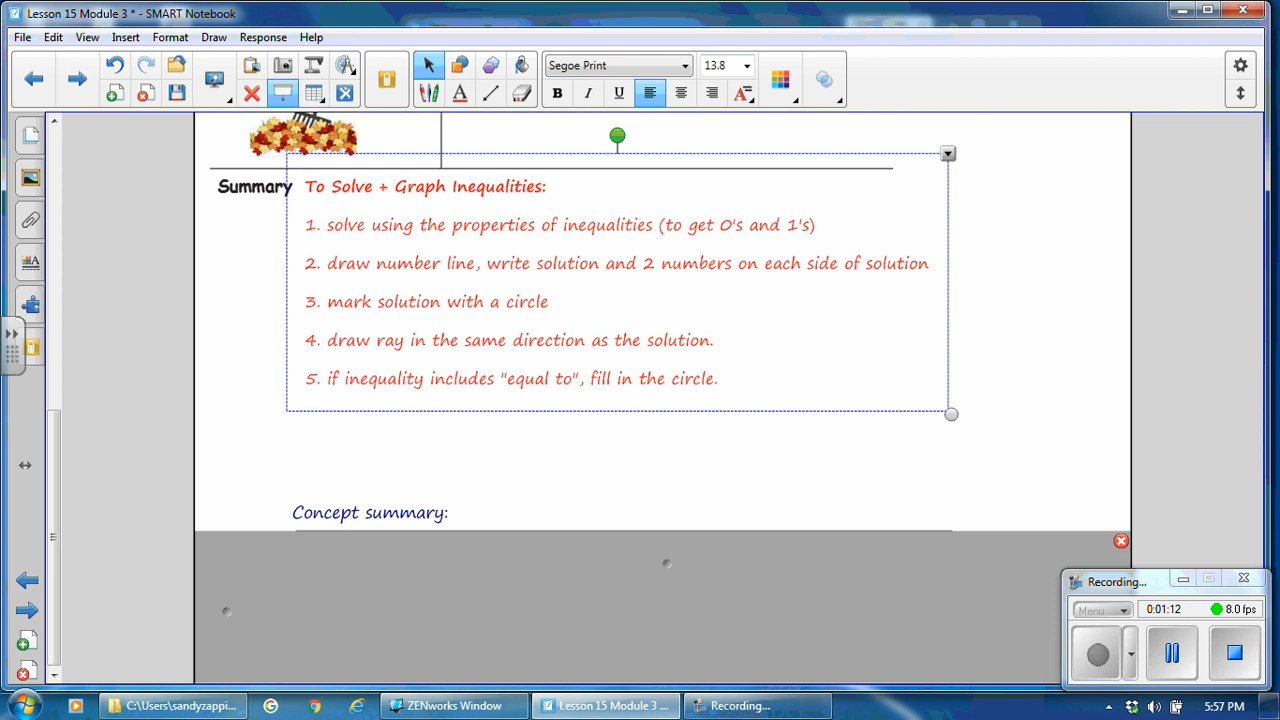 Lesson 15 Module 3 * - SMART Notebook
File Edit View Insert Format Draw Response Help
Segoe Print 13.8
B I U
Summary To Solve + Graph Inequalities:
1. solve using the properties of inequalities (to get 0's and 1's)
2. draw number line, write solution and 2 numbers on each side of solution
3. mark solution with a circle
4. draw ray in the same direction as the solution.
5. if inequality includes "equal to", fill in the circle.
Concept summary:
Recording...
Menu 0:01:12 8.0 fps
C:\Users\sandyzappi... ZENworks Window Lesson 15 Module 3 ... Recording... 5:57 PM